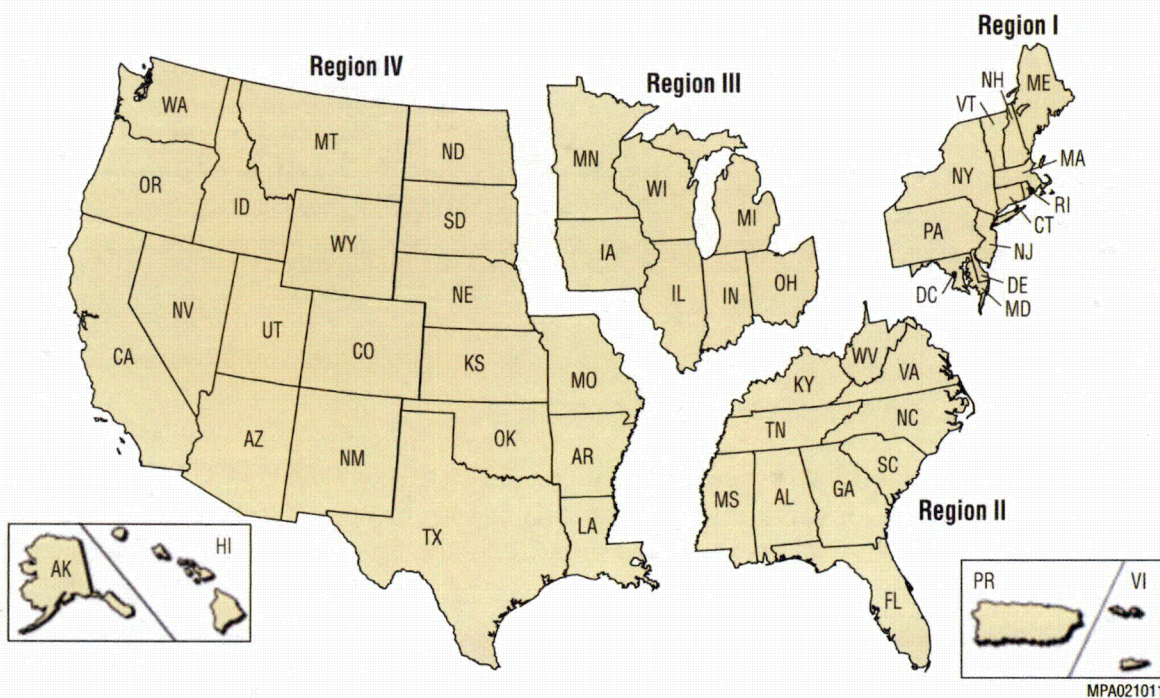 Region I
Region IV
Region III
NH
ME
VT
WA
MT
ND
MN
MA
OR
ID
SD
WI
MI
NY
RI
CT
WY
IA
PA
NJ
NE
IL
IN
OH
DC
DE
MD
NV
UT
CO
CA
KS
MO
KY
WV
VA
AZ
NM
OK
AR
TN
NC
SC
MS
AL
GA
Region II
TX
LA
HI
AK
FL
PR
VI
MPA021011